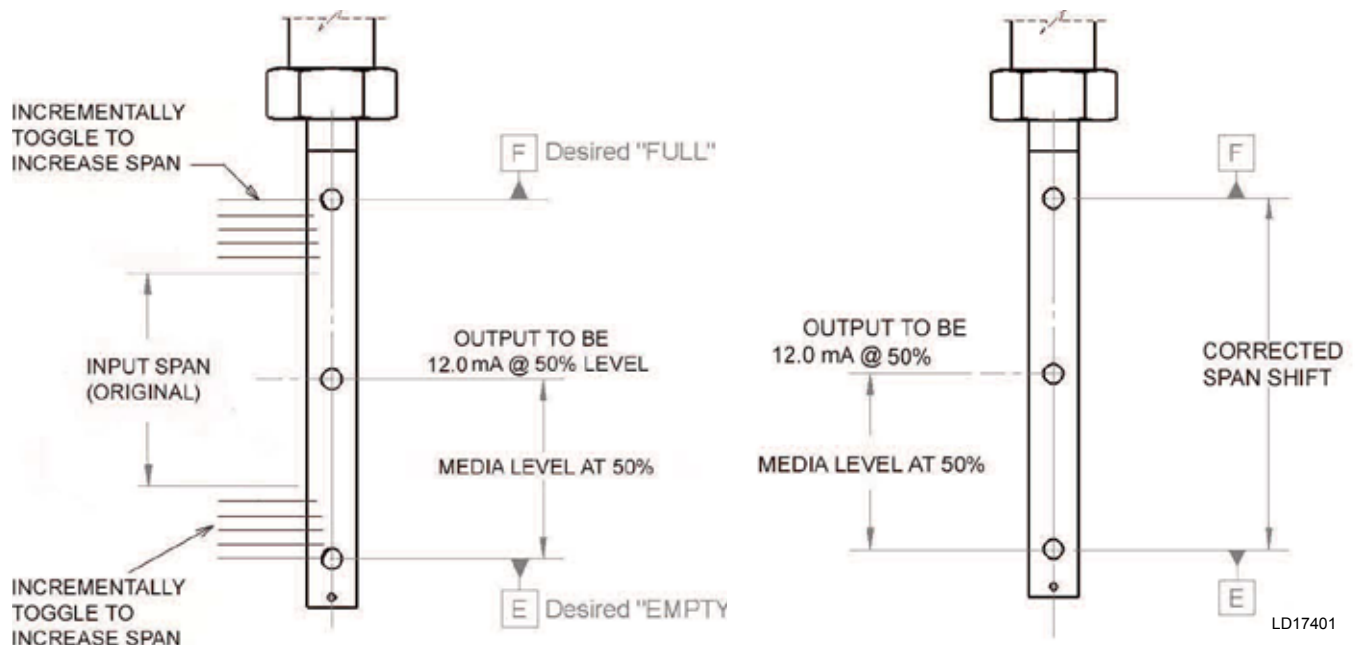 INCREMENTALLY
TOGGLE TO
INCREASE SPAN
F Desired "FULL"
INPUT SPAN
(ORIGINAL)
OUTPUT TO BE
12.0 mA @ 50% LEVEL
MEDIA LEVEL AT 50%
INCREMENTALLY
TOGGLE TO
INCREASE SPAN
E Desired "EMPTY
F
OUTPUT TO BE
12.0 mA @ 50%
CORRECTED
SPAN SHIFT
MEDIA LEVEL AT 50%
E
LD17401